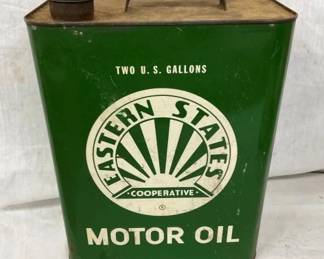 TWO U. S. GALLONS
EASTERN STATES
· COOPERATIVE ·
MOTOR OIL